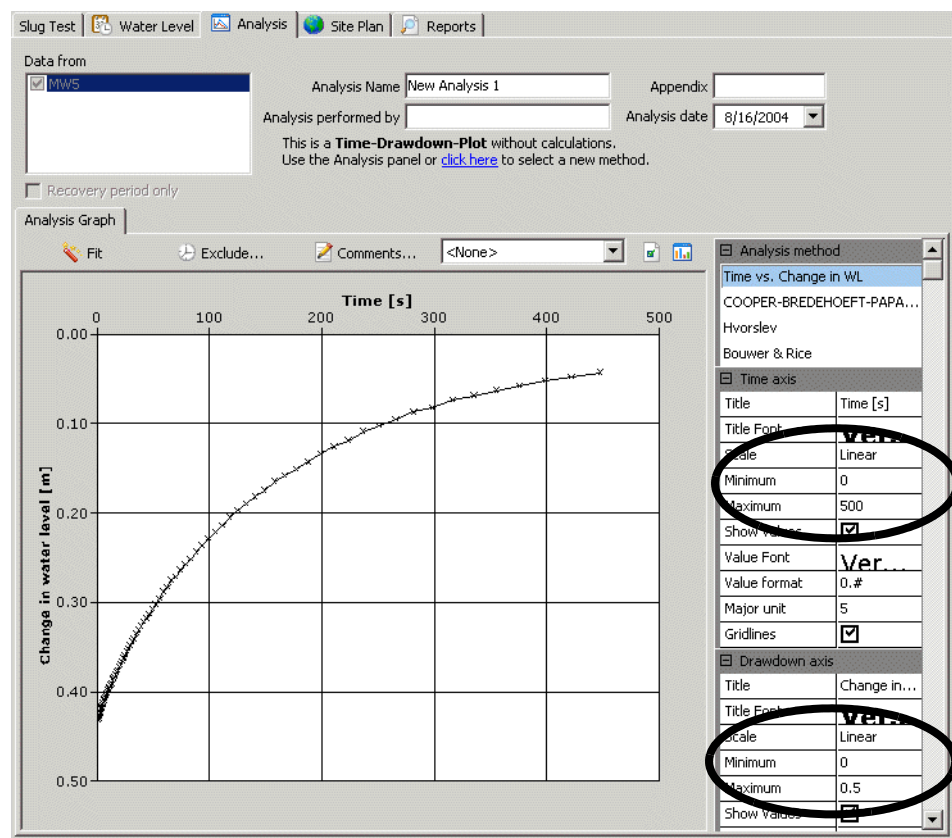 Slug Test Water Level Analysis Site Plan Reports
Data from
MW5
Analysis Name New Analysis 1 Appendix
Analysis performed by Analysis date 8/16/2004
This is a Time-Drawdown-Plot without calculations.
Use the Analysis panel or click here to select a new method.
Recovery period only
Analysis Graph
Fit Exclude... Comments... <None>
Time [s]
0 100 200 300 400 500
0.00
0.10
0.20
0.30
0.40
0.50
Change in water level [m]
Analysis method
Time vs. Change in WL
COOPER-BREDEHOEFT-PAPA...
Hvorslev
Bouwer & Rice
Time axis
Title Time [s]
Title Font Ver...
Scale Linear
Minimum 0
Maximum 500
Show Values
Value Font Ver...
Value format 0.#
Major unit 5
Gridlines
Drawdown axis
Title Change in...
Title Font Ver...
Scale Linear
Minimum 0
Maximum 0.5
Show Values